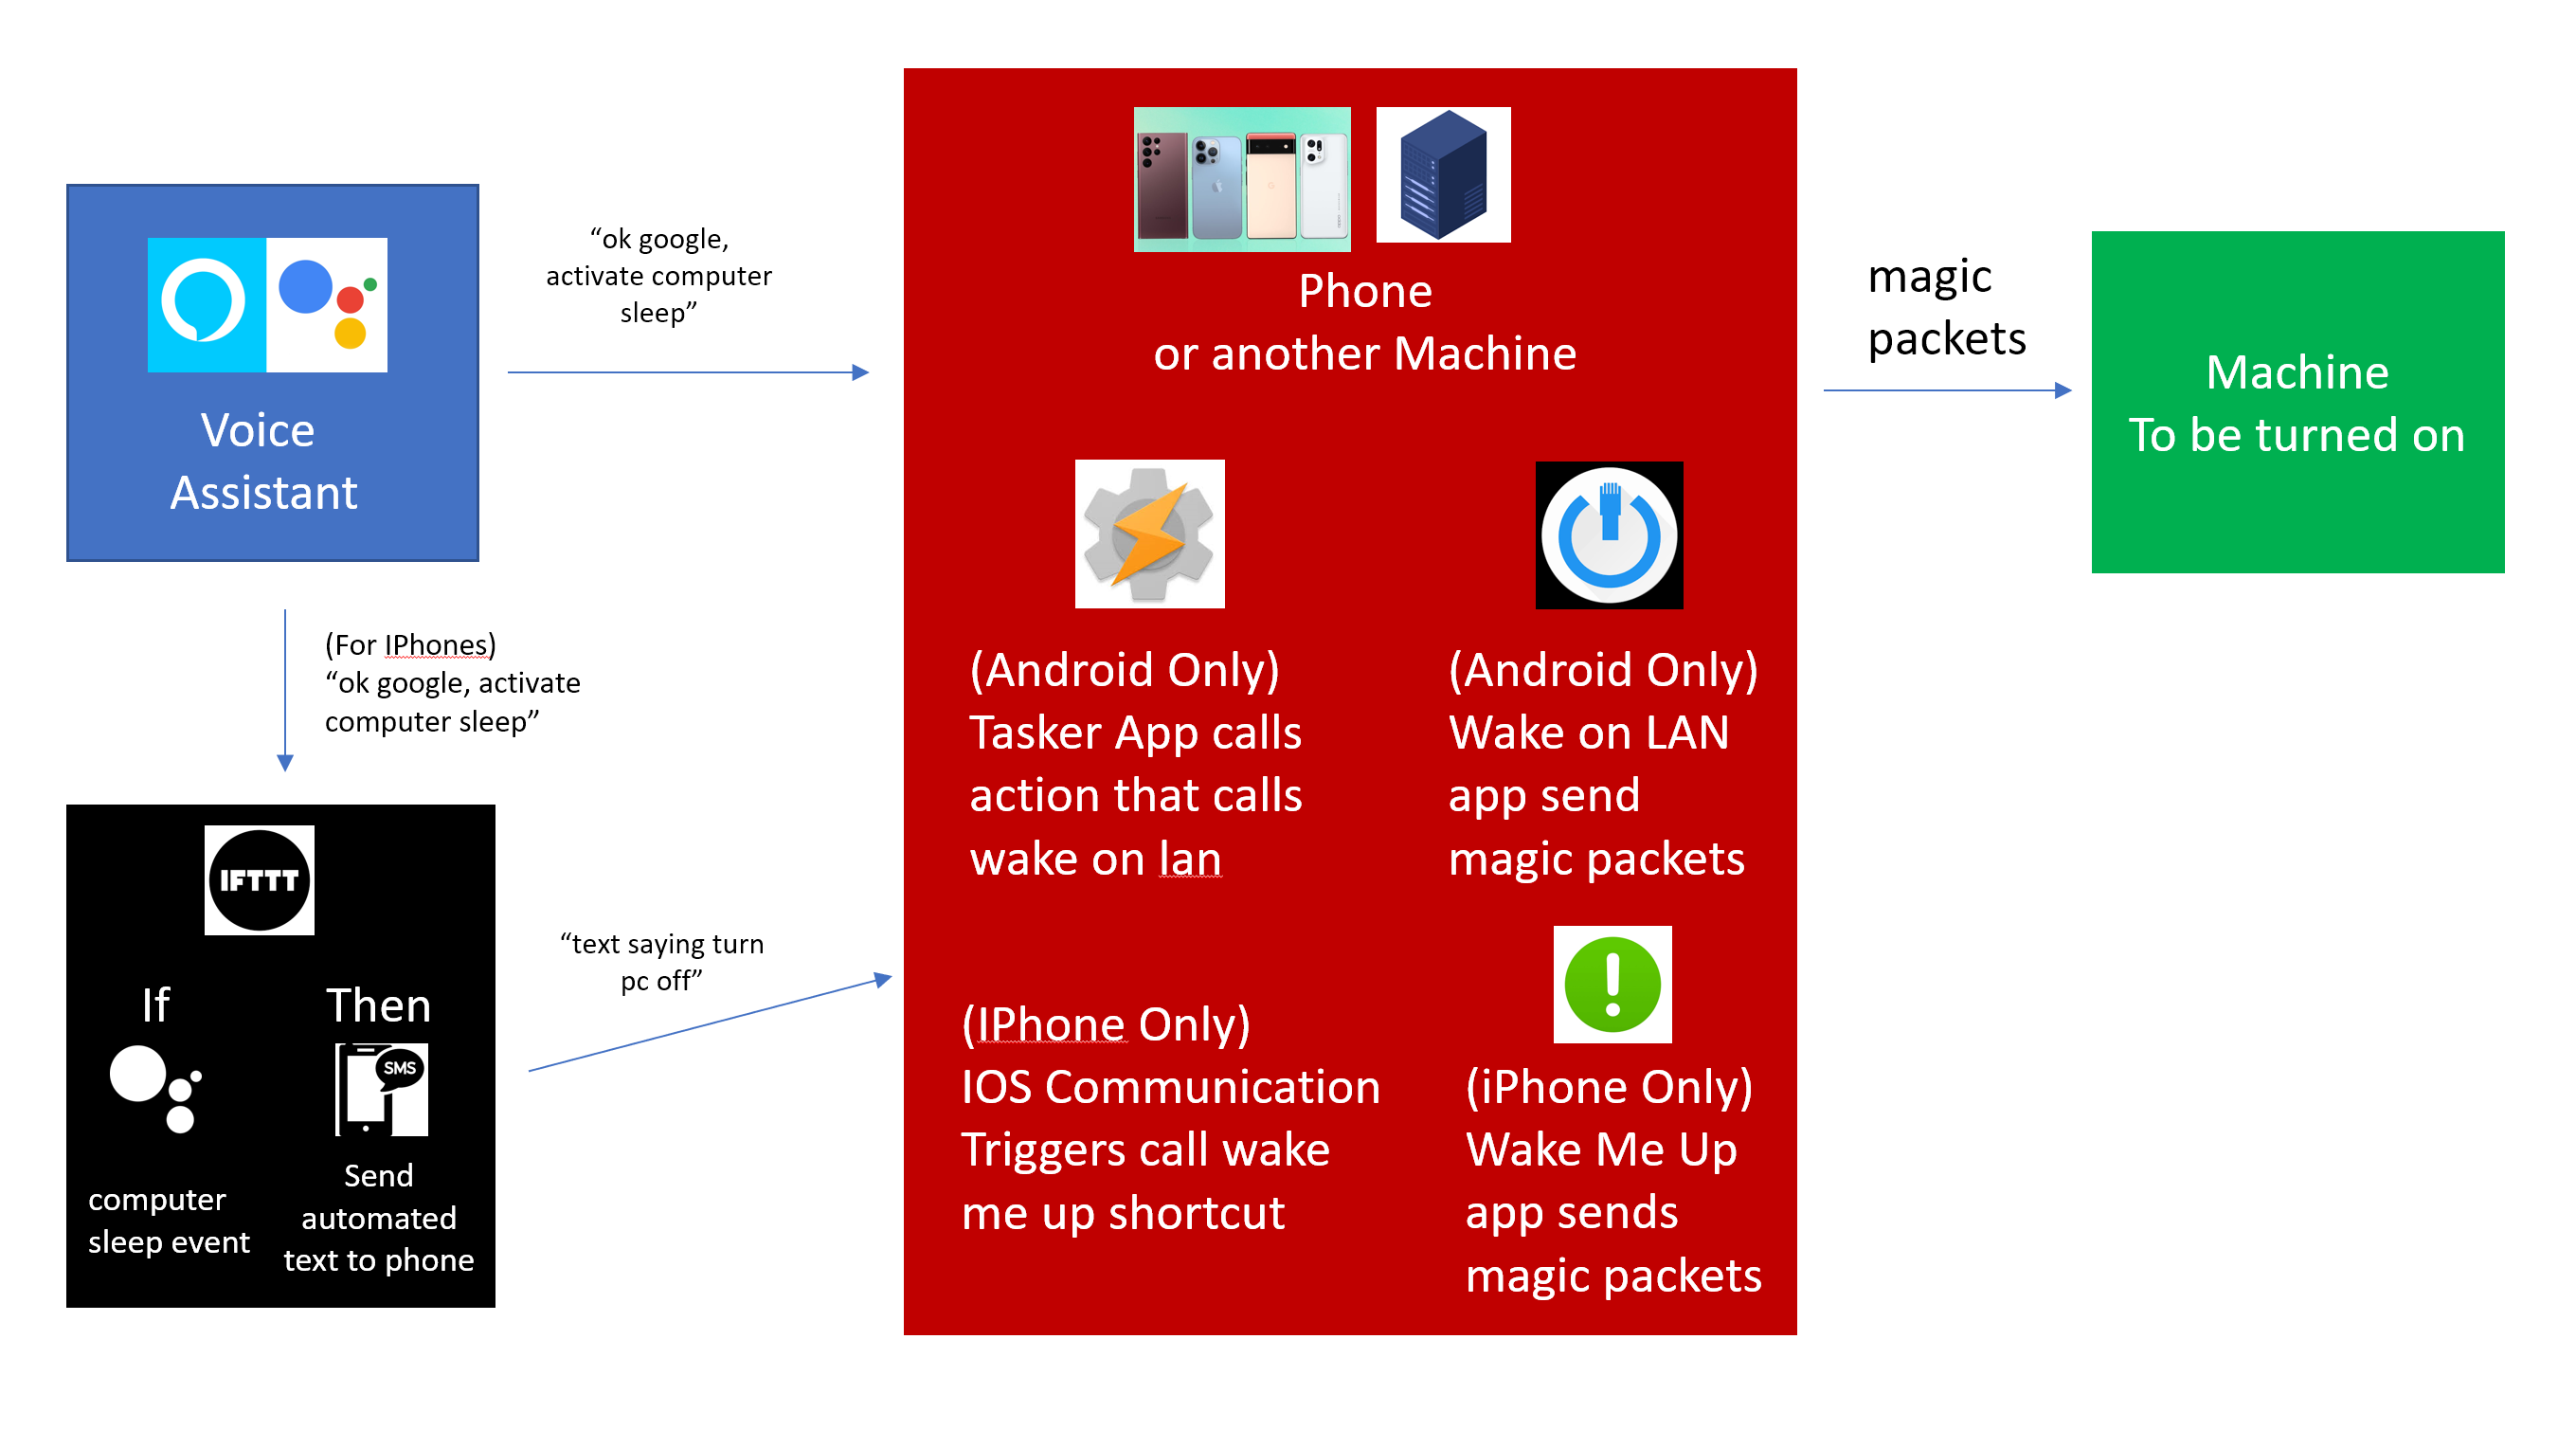 Voice
Assistant
“ok google,
activate computer
sleep”
(For IPhones)
“ok google, activate
computer sleep”
IFTTT
If
Then
SMS
computer
sleep event
Send
automated
text to phone
“text saying turn
pc off”
Phone
or another Machine
(Android Only)
Tasker App calls
action that calls
wake on lan
(Android Only)
Wake on LAN
app send
magic packets
(IPhone Only)
IOS Communication
Triggers call wake
me up shortcut
(iPhone Only)
Wake Me Up
app sends
magic packets
magic
packets
Machine
To be turned on